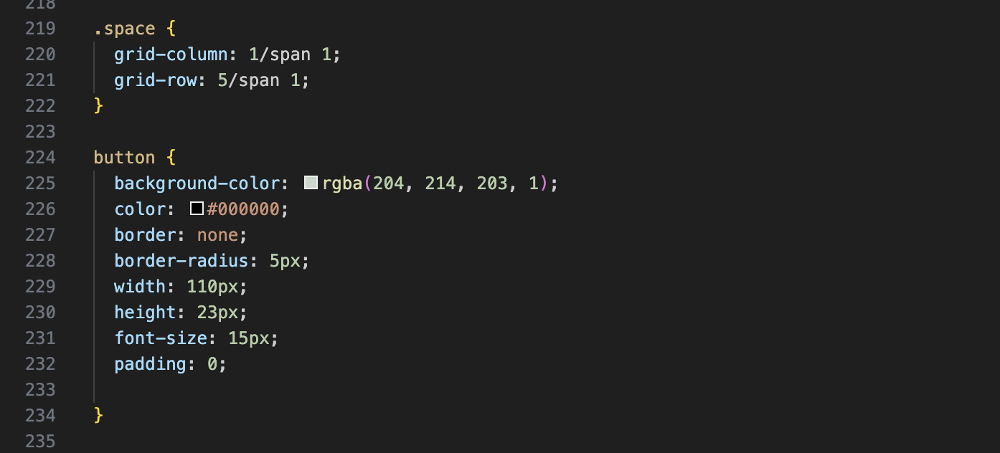 218
219 .space {
220 grid-column: 1/span 1;
221 grid-row: 5/span 1;
222 }
223
224 button {
225 background-color: rgba(204, 214, 203, 1);
226 color: #000000;
227 border: none;
228 border-radius: 5px;
229 width: 110px;
230 height: 23px;
231 font-size: 15px;
232 padding: 0;
233
234 }
235